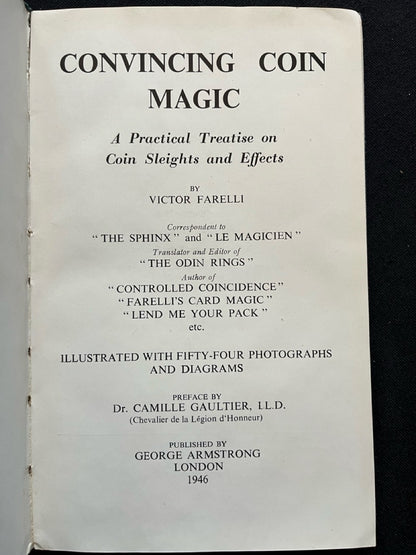 CONVINCING COIN
MAGIC
A Practical Treatise on
Coin Sleights and Effects
BY
VICTOR FARELLI
Correspondent to
"THE SPHINX" and "LE MAGICIEN"
Translator and Editor of
"THE ODIN RINGS"
Author of
"CONTROLLED COINCIDENCE"
"FARELLI'S CARD MAGIC"
"LEND ME YOUR PACK"
etc.
ILLUSTRATED WITH FIFTY-FOUR PHOTOGRAPHS
AND DIAGRAMS
PREFACE BY
Dr. CAMILLE GAULTIER, LL.D.
(Chevalier de la Légion d'Honneur)
PUBLISHED BY
GEORGE ARMSTRONG
LONDON
1946